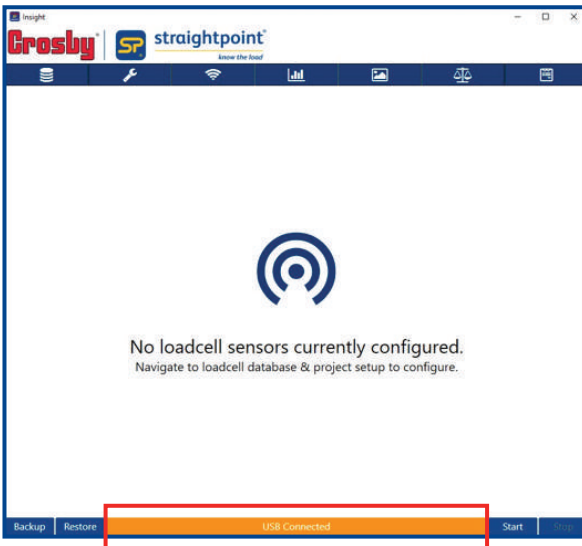 Insight
Crosby straightpoint
SP know the load
No loadcell sensors currently configured.
Navigate to loadcell database & project setup to configure.
Backup Restore USB Connected Start Stop